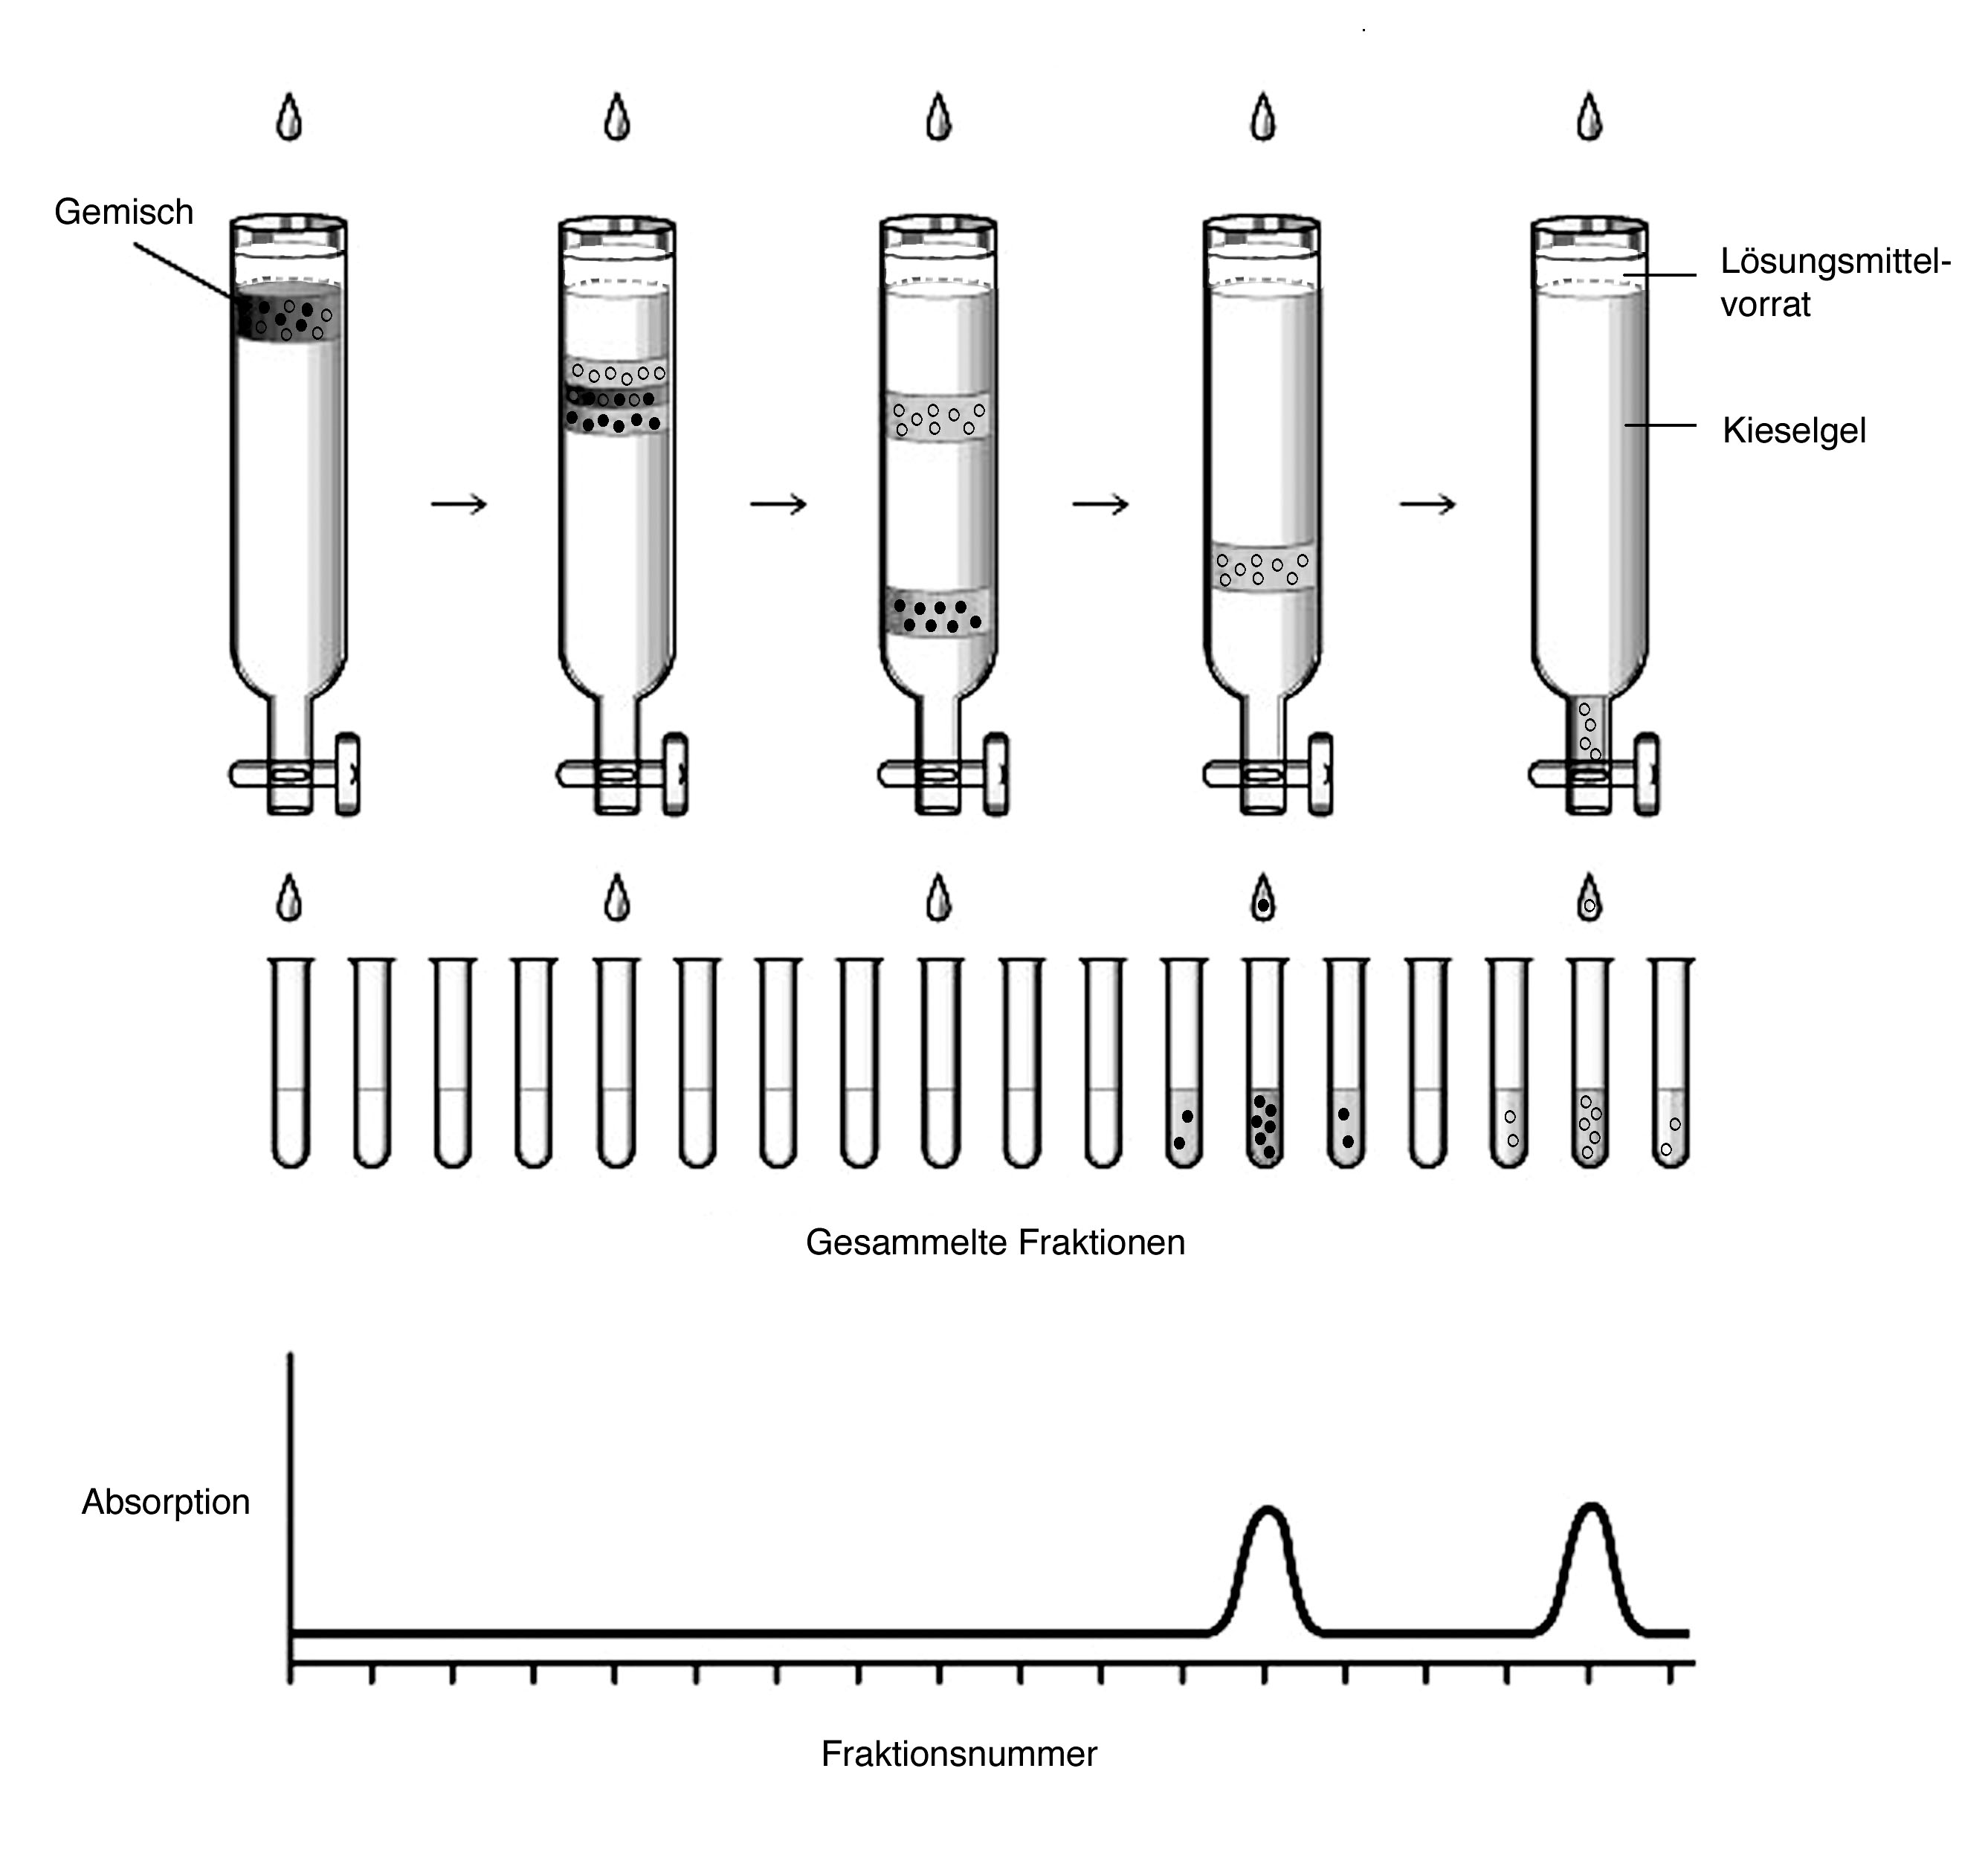 Gemisch
Lösungsmittel-
vorrat
Kieselgel
Gesammelte Fraktionen
Absorption
Fraktionsnummer